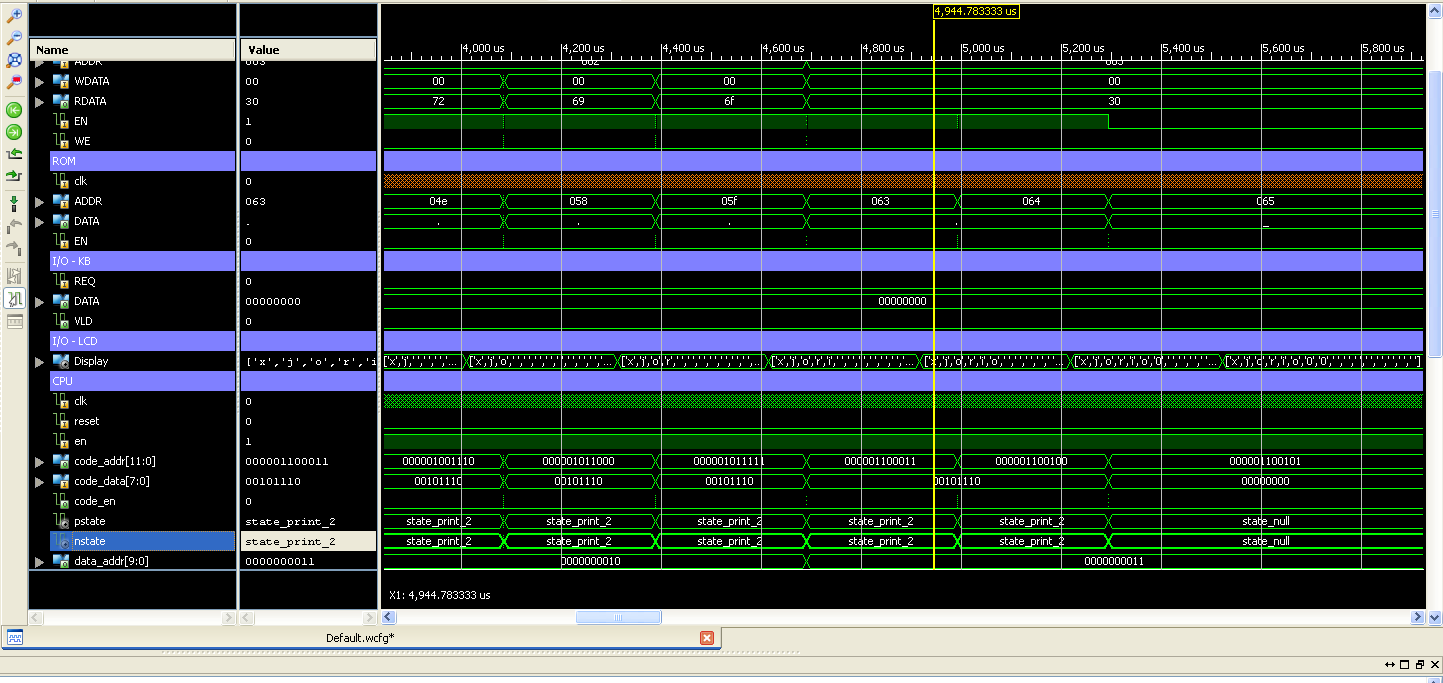 4,944.783333 us
Name Value
4,000 us 4,200 us 4,400 us 4,600 us 4,800 us 5,000 us 5,200 us 5,400 us 5,600 us 5,800 us
ADDR 003 002 003
WDATA 00 00 00 00 00
RDATA 30 72 69 6f 30
EN 1
WE 0
ROM
clk 0
ADDR 063 04e 058 05f 063 064 065
DATA . . . . . _
EN 0
I/O - KB
REQ 0
DATA 00000000 00000000
VLD 0
I/O - LCD
Display ['x','j','o','r','i
CPU
clk 0
reset 0
en 1
code_addr[11:0] 000001100011 000001001110 000001011000 000001011111 000001100011 000001100100 000001100101
code_data[7:0] 00101110 00101110 00101110 00101110 00101110 00000000
code_en 0
pstate state_print_2 state_print_2 state_print_2 state_print_2 state_print_2 state_print_2 state_null
nstate state_print_2 state_print_2 state_print_2 state_print_2 state_print_2 state_print_2 state_null
data_addr[9:0] 0000000011 0000000010 0000000011
X1: 4,944.783333 us
Default.wcfg*